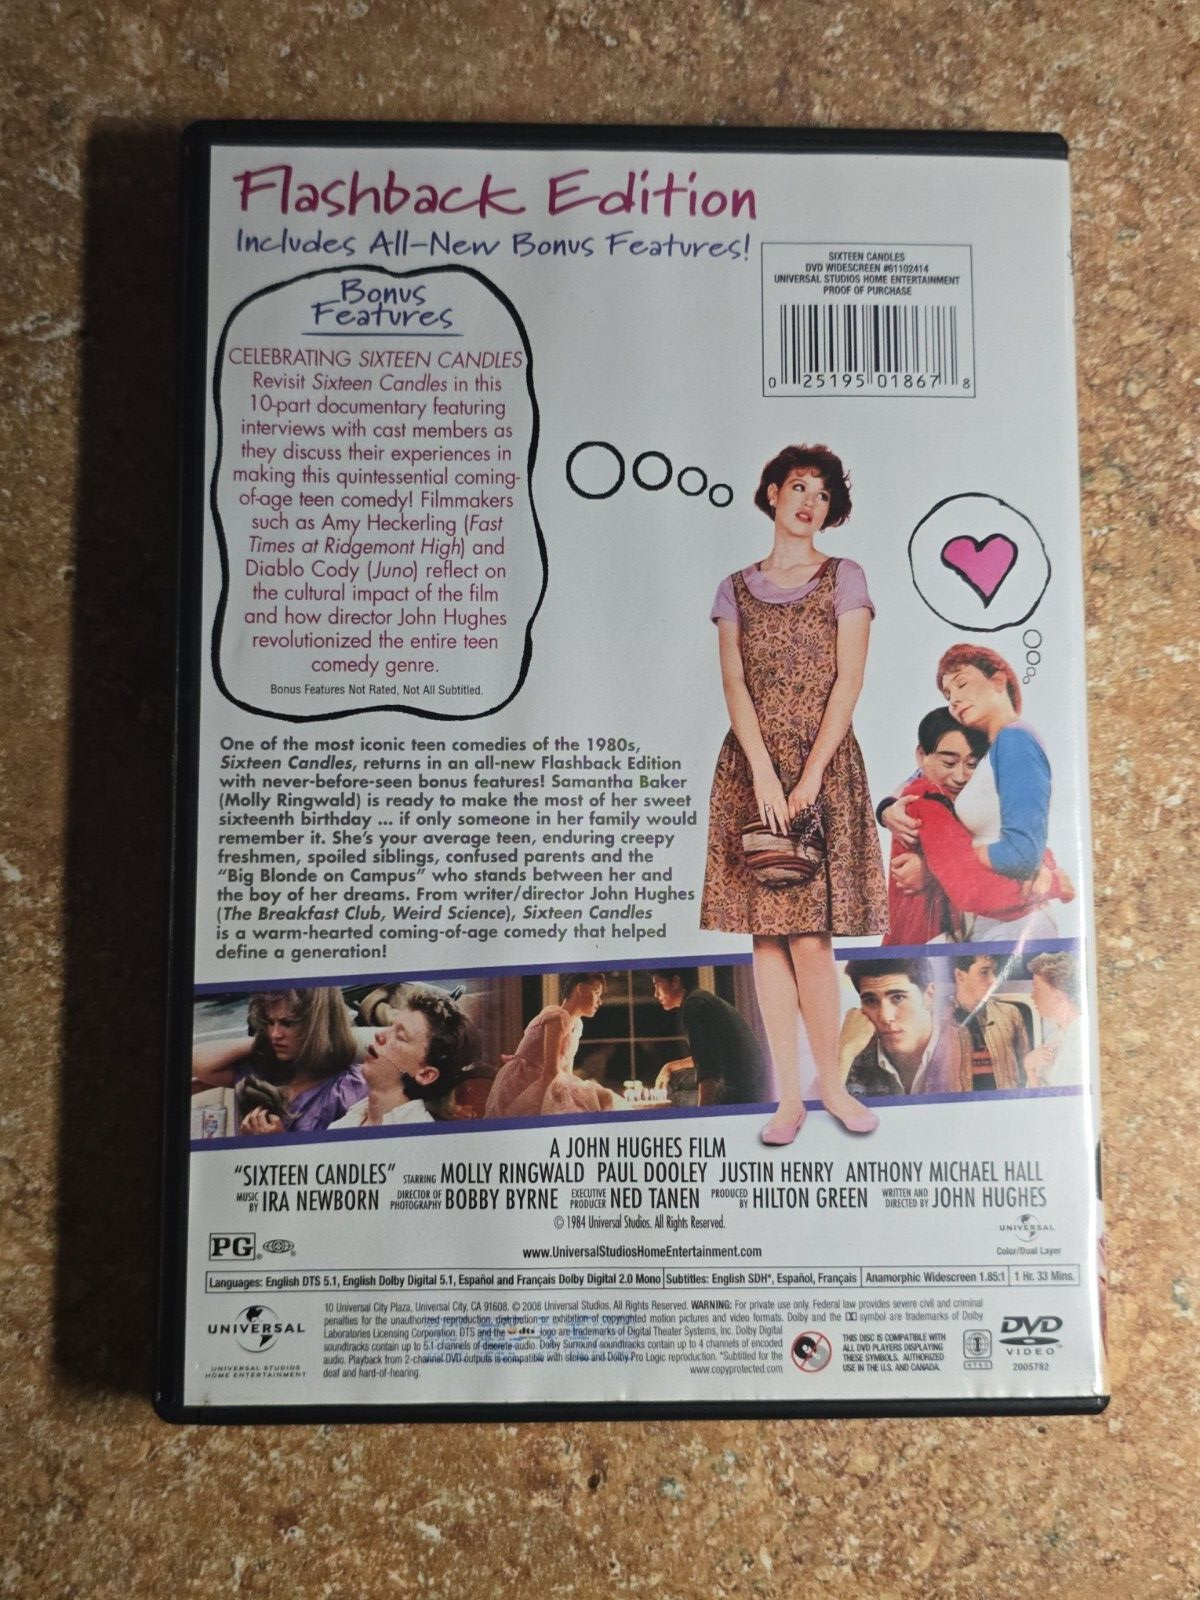 Flashback Edition
Includes All-New Bonus Features!
SIXTEEN CANDLES
DVD WIDESCREEN #61102414
UNIVERSAL STUDIOS HOME ENTERTAINMENT
PROOF OF PURCHASE
0 25195 01867 8
Bonus
Features
CELEBRATING SIXTEEN CANDLES
Revisit Sixteen Candles in this
10-part documentary featuring
interviews with cast members as
they discuss their experiences in
making this quintessential coming-
of-age teen comedy! Filmmakers
such as Amy Heckerling (Fast
Times at Ridgemont High) and
Diablo Cody (Juno) reflect on
the cultural impact of the film
and how director John Hughes
revolutionized the entire teen
comedy genre.
Bonus Features Not Rated, Not All Subtitled.
One of the most iconic teen comedies of the 1980s,
Sixteen Candles, returns in an all-new Flashback Edition
with never-before-seen bonus features! Samantha Baker
(Molly Ringwald) is ready to make the most of her sweet
sixteenth birthday ... if only someone in her family would
remember it. She's your average teen, enduring creepy
freshmen, spoiled siblings, confused parents and the
"Big Blonde on Campus" who stands between her and
the boy of her dreams. From writer/director John Hughes
(The Breakfast Club, Weird Science), Sixteen Candles
is a warm-hearted coming-of-age comedy that helped
define a generation!
A JOHN HUGHES FILM
"SIXTEEN CANDLES" STARRING MOLLY RINGWALD PAUL DOOLEY JUSTIN HENRY ANTHONY MICHAEL HALL
MUSIC BY IRA NEWBORN DIRECTOR OF PHOTOGRAPHY BOBBY BYRNE EXECUTIVE PRODUCER NED TANEN PRODUCED BY HILTON GREEN WRITTEN AND DIRECTED BY JOHN HUGHES
© 1984 Universal Studios. All Rights Reserved.
UNIVERSAL
PG ®
www.UniversalStudiosHomeEntertainment.com
Color/Dual Layer
Languages: English DTS 5.1, English Dolby Digital 5.1, Español and Français Dolby Digital 2.0 Mono Subtitles: English SDH*, Español, Français Anamorphic Widescreen 1.85:1 1 Hr. 33 Mins.
UNIVERSAL
UNIVERSAL STUDIOS
HOME ENTERTAINMENT
10 Universal City Plaza, Universal City, CA 91608. © 2008 Universal Studios. All Rights Reserved. WARNING: For private use only. Federal law provides severe civil and criminal
penalties for the unauthorized reproduction, distribution or exhibition of copyrighted motion pictures and video formats. Dolby and the symbol are trademarks of Dolby
Laboratories Licensing Corporation. DTS and the dts logo are trademarks of Digital Theater Systems, Inc. Dolby Digital
soundtracks contain up to 5.1 channels of discrete audio. Dolby Surround soundtracks contain up to 4 channels of encoded
audio. Playback from 2-channel DVD outputs is compatible with stereo and Dolby Pro Logic reproduction. *Subtitled for the
deaf and hard-of-hearing.
www.copyprotected.com
THIS DISC IS COMPATIBLE WITH
ALL DVD PLAYERS DISPLAYING
THESE SYMBOLS. AUTHORIZED
USE IN THE U.S. AND CANADA.
1
NTSC
DVD
VIDEO
2005782